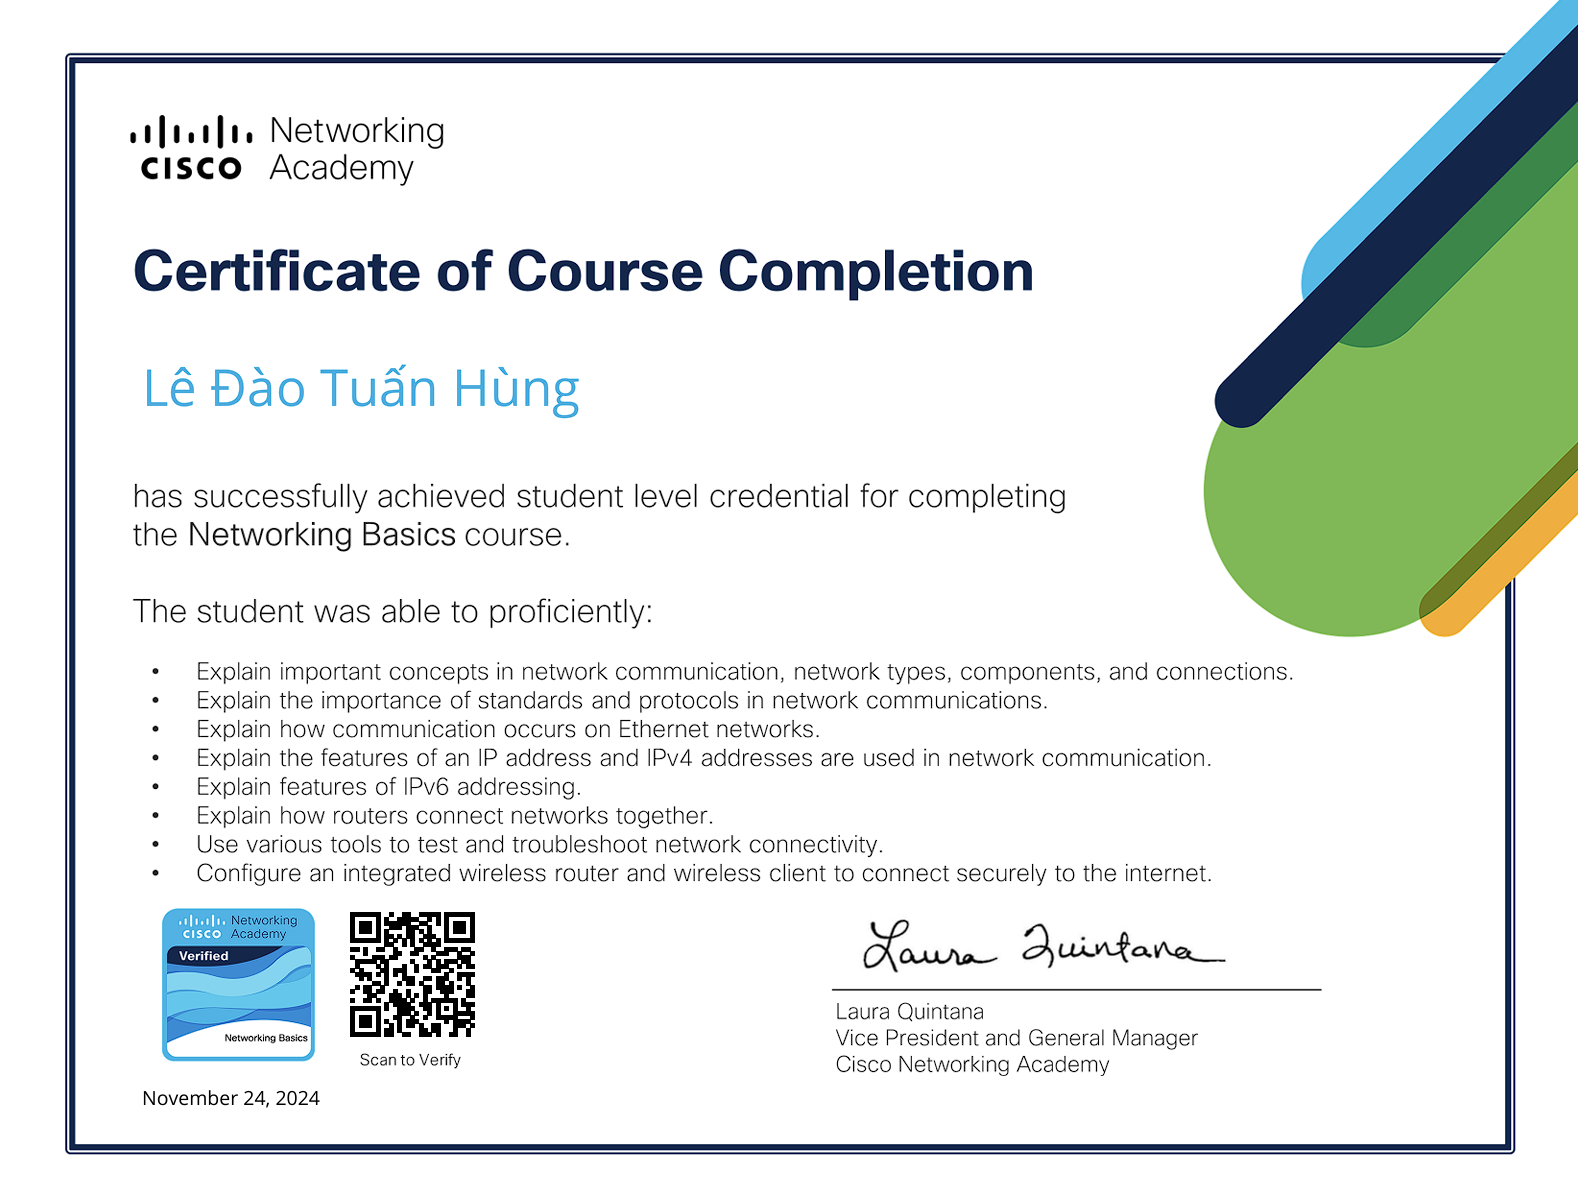 Networking
Academy
CISCO
Certificate of Course Completion
Lê Đào Tuấn Hùng
has successfully achieved student level credential for completing
the Networking Basics course.
The student was able to proficiently:
• Explain important concepts in network communication, network types, components, and connections.
• Explain the importance of standards and protocols in network communications.
• Explain how communication occurs on Ethernet networks.
• Explain the features of an IP address and IPv4 addresses are used in network communication.
• Explain features of IPv6 addressing.
• Explain how routers connect networks together.
• Use various tools to test and troubleshoot network connectivity.
• Configure an integrated wireless router and wireless client to connect securely to the internet.
Networking
CISCO Academy
Verified
Networking Basics
Scan to Verify
November 24, 2024
Laura Quintana
Laura Quintana
Vice President and General Manager
Cisco Networking Academy